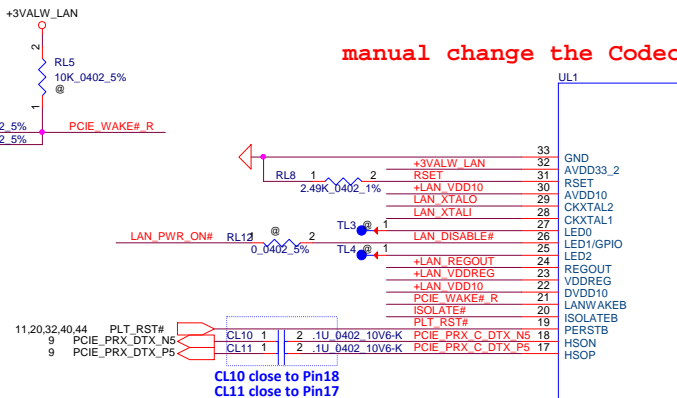 +3VALW_LAN
2
RL5
10K_0402_5%
@
1
2_5%
2_5%
PCIE_WAKE#_R
manual change the Codec
UL1
33
GND
+3VALW_LAN
32
AVDD33_2
RL8
1
2
2.49K_0402_1%
RSET
31
RSET
+LAN_VDD10
30
AVDD10
LAN_XTALO
29
CKXTAL2
LAN_XTALI
28
CKXTAL1
TL3
@
1
27
LED0
LAN_PWR_ON#
RL12
1
@
2
0_0402_5%
LAN_DISABLE#
26
LED1/GPIO
TL4
@
1
25
LED2
+LAN_REGOUT
24
REGOUT
+LAN_VDDREG
23
VDDREG
+LAN_VDD10
22
DVDD10
PCIE_WAKE#_R
21
LANWAKEB
ISOLATE#
20
ISOLATEB
11,20,32,40,44
PLT_RST#
PLT_RST#
19
PERSTB
9
PCIE_PRX_DTX_N5
CL10
1
2
.1U_0402_10V6-K
PCIE_PRX_C_DTX_N5
18
HSON
9
PCIE_PRX_DTX_P5
CL11
1
2
.1U_0402_10V6-K
PCIE_PRX_C_DTX_P5
17
HSOP
CL10 close to Pin18
CL11 close to Pin17